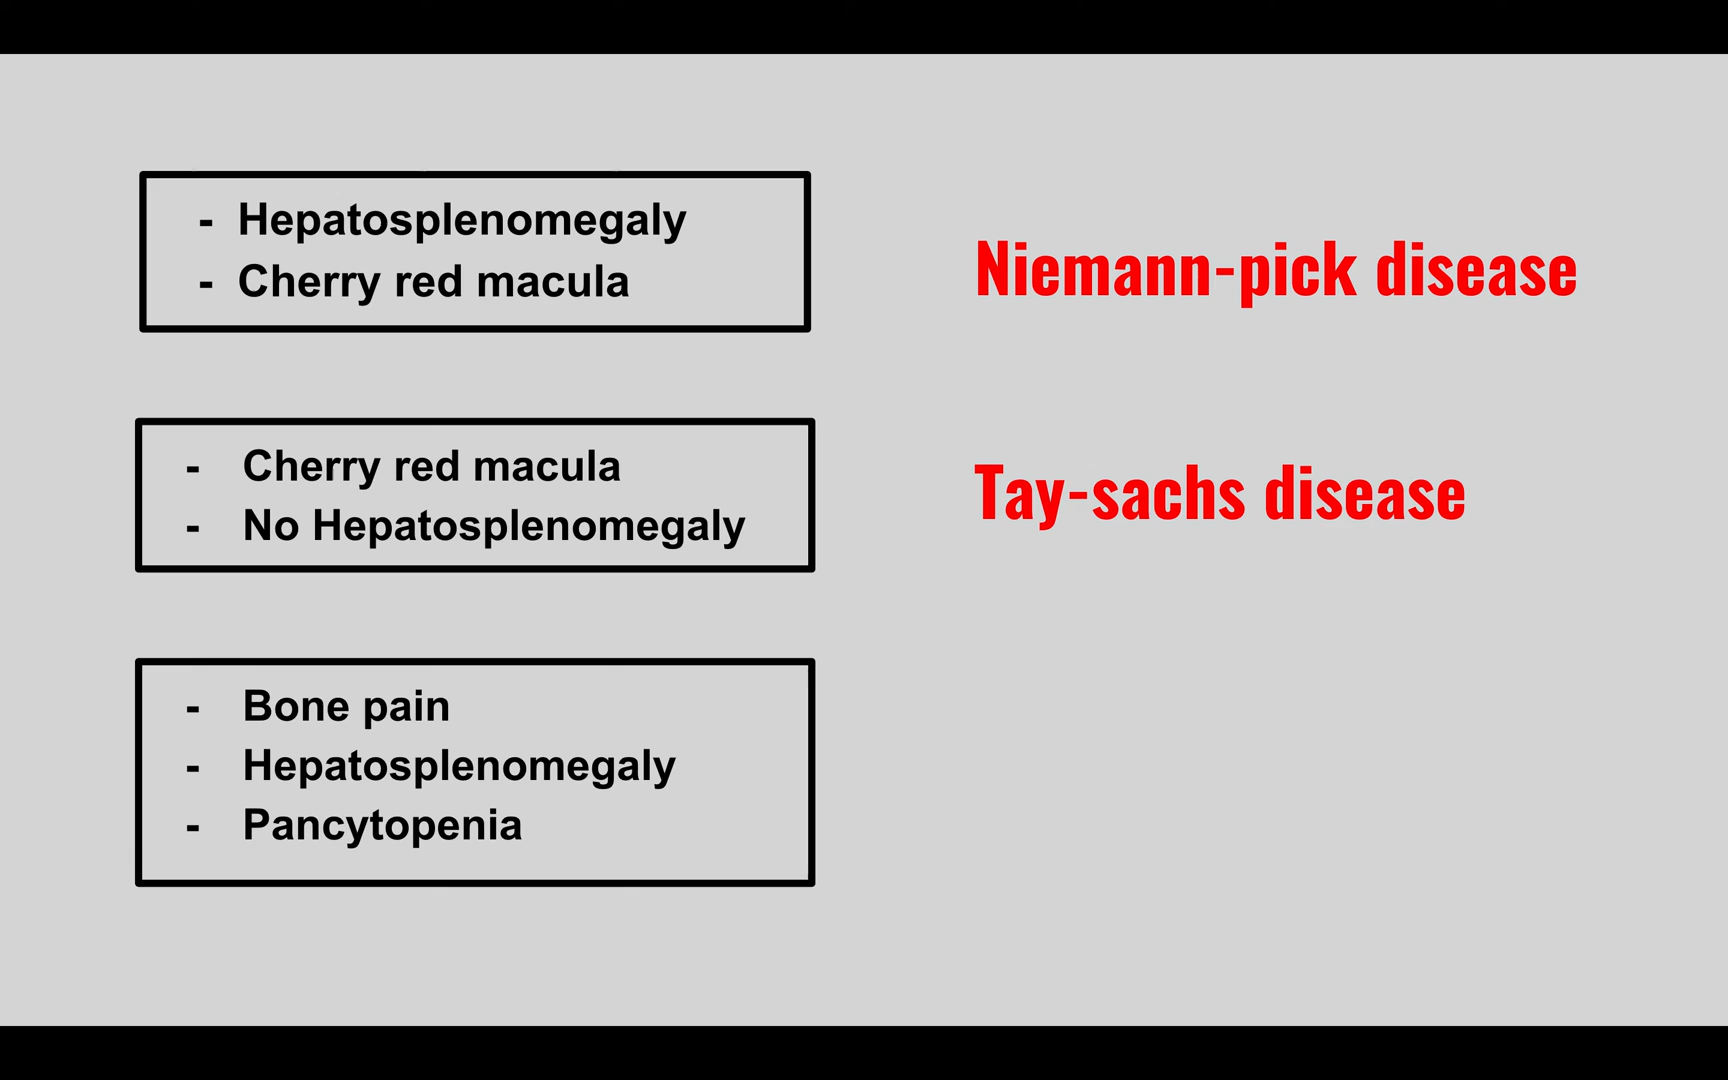 - Hepatosplenomegaly
- Cherry red macula
Niemann-pick disease
- Cherry red macula
- No Hepatosplenomegaly
Tay-sachs disease
- Bone pain
- Hepatosplenomegaly
- Pancytopenia